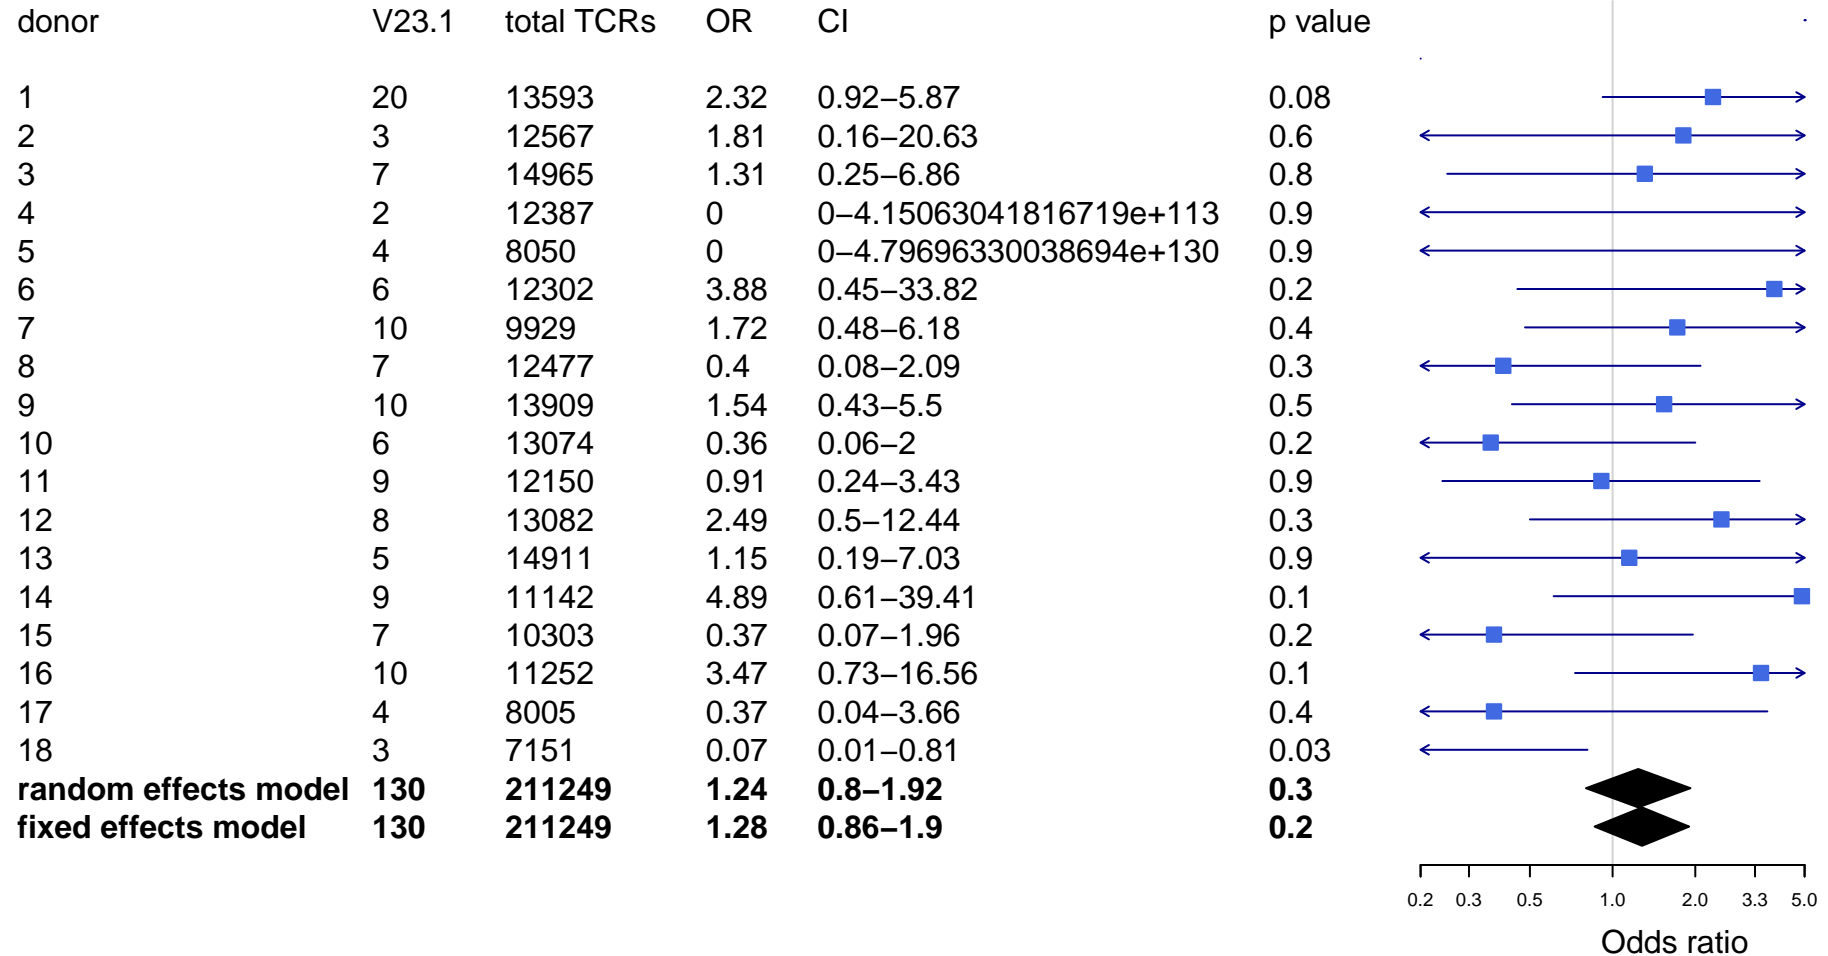 donor V23.1 total TCRs OR CI p value
1 20 13593 2.32 0.92−5.87 0.08
2 3 12567 1.81 0.16−20.63 0.6
3 7 14965 1.31 0.25−6.86 0.8
4 2 12387 0 0−4.15063041816719e+113 0.9
5 4 8050 0 0−4.79696330038694e+130 0.9
6 6 12302 3.88 0.45−33.82 0.2
7 10 9929 1.72 0.48−6.18 0.4
8 7 12477 0.4 0.08−2.09 0.3
9 10 13909 1.54 0.43−5.5 0.5
10 6 13074 0.36 0.06−2 0.2
11 9 12150 0.91 0.24−3.43 0.9
12 8 13082 2.49 0.5−12.44 0.3
13 5 14911 1.15 0.19−7.03 0.9
14 9 11142 4.89 0.61−39.41 0.1
15 7 10303 0.37 0.07−1.96 0.2
16 10 11252 3.47 0.73−16.56 0.1
17 4 8005 0.37 0.04−3.66 0.4
18 3 7151 0.07 0.01−0.81 0.03
random effects model 130 211249 1.24 0.8−1.92 0.3
fixed effects model 130 211249 1.28 0.86−1.9 0.2
0.2 0.3 0.5 1.0 2.0 3.3 5.0
Odds ratio